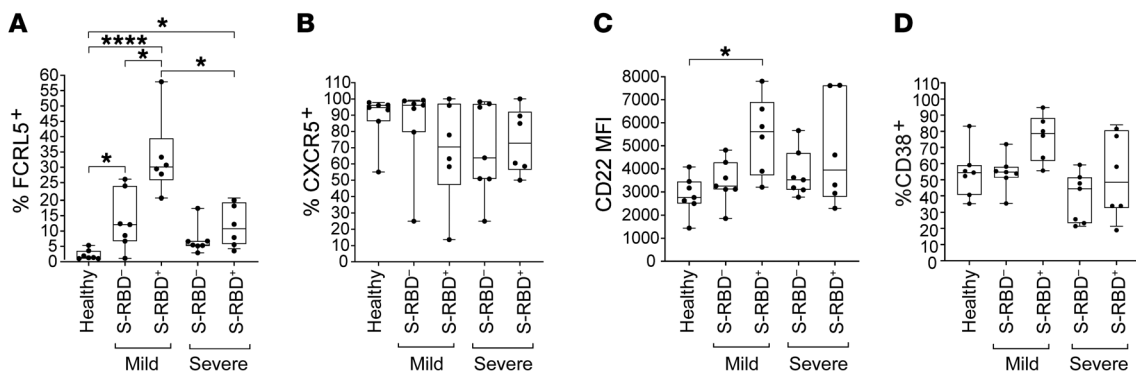 A
B
C
D
*
****
*
*
*
% FCRL5⁺
60
55
50
45
40
35
30
25
20
15
10
5
0
Healthy
S-RBD⁻
S-RBD⁺
S-RBD⁻
S-RBD⁺
Mild
Severe
% CXCR5⁺
110
100
90
80
70
60
50
40
30
20
10
0
Healthy
S-RBD⁻
S-RBD⁺
S-RBD⁻
S-RBD⁺
Mild
Severe
*
CD22 MFI
8000
7000
6000
5000
4000
3000
2000
1000
0
Healthy
S-RBD⁻
S-RBD⁺
S-RBD⁻
S-RBD⁺
Mild
Severe
%CD38⁺
110
100
90
80
70
60
50
40
30
20
10
0
Healthy
S-RBD⁻
S-RBD⁺
S-RBD⁻
S-RBD⁺
Mild
Severe